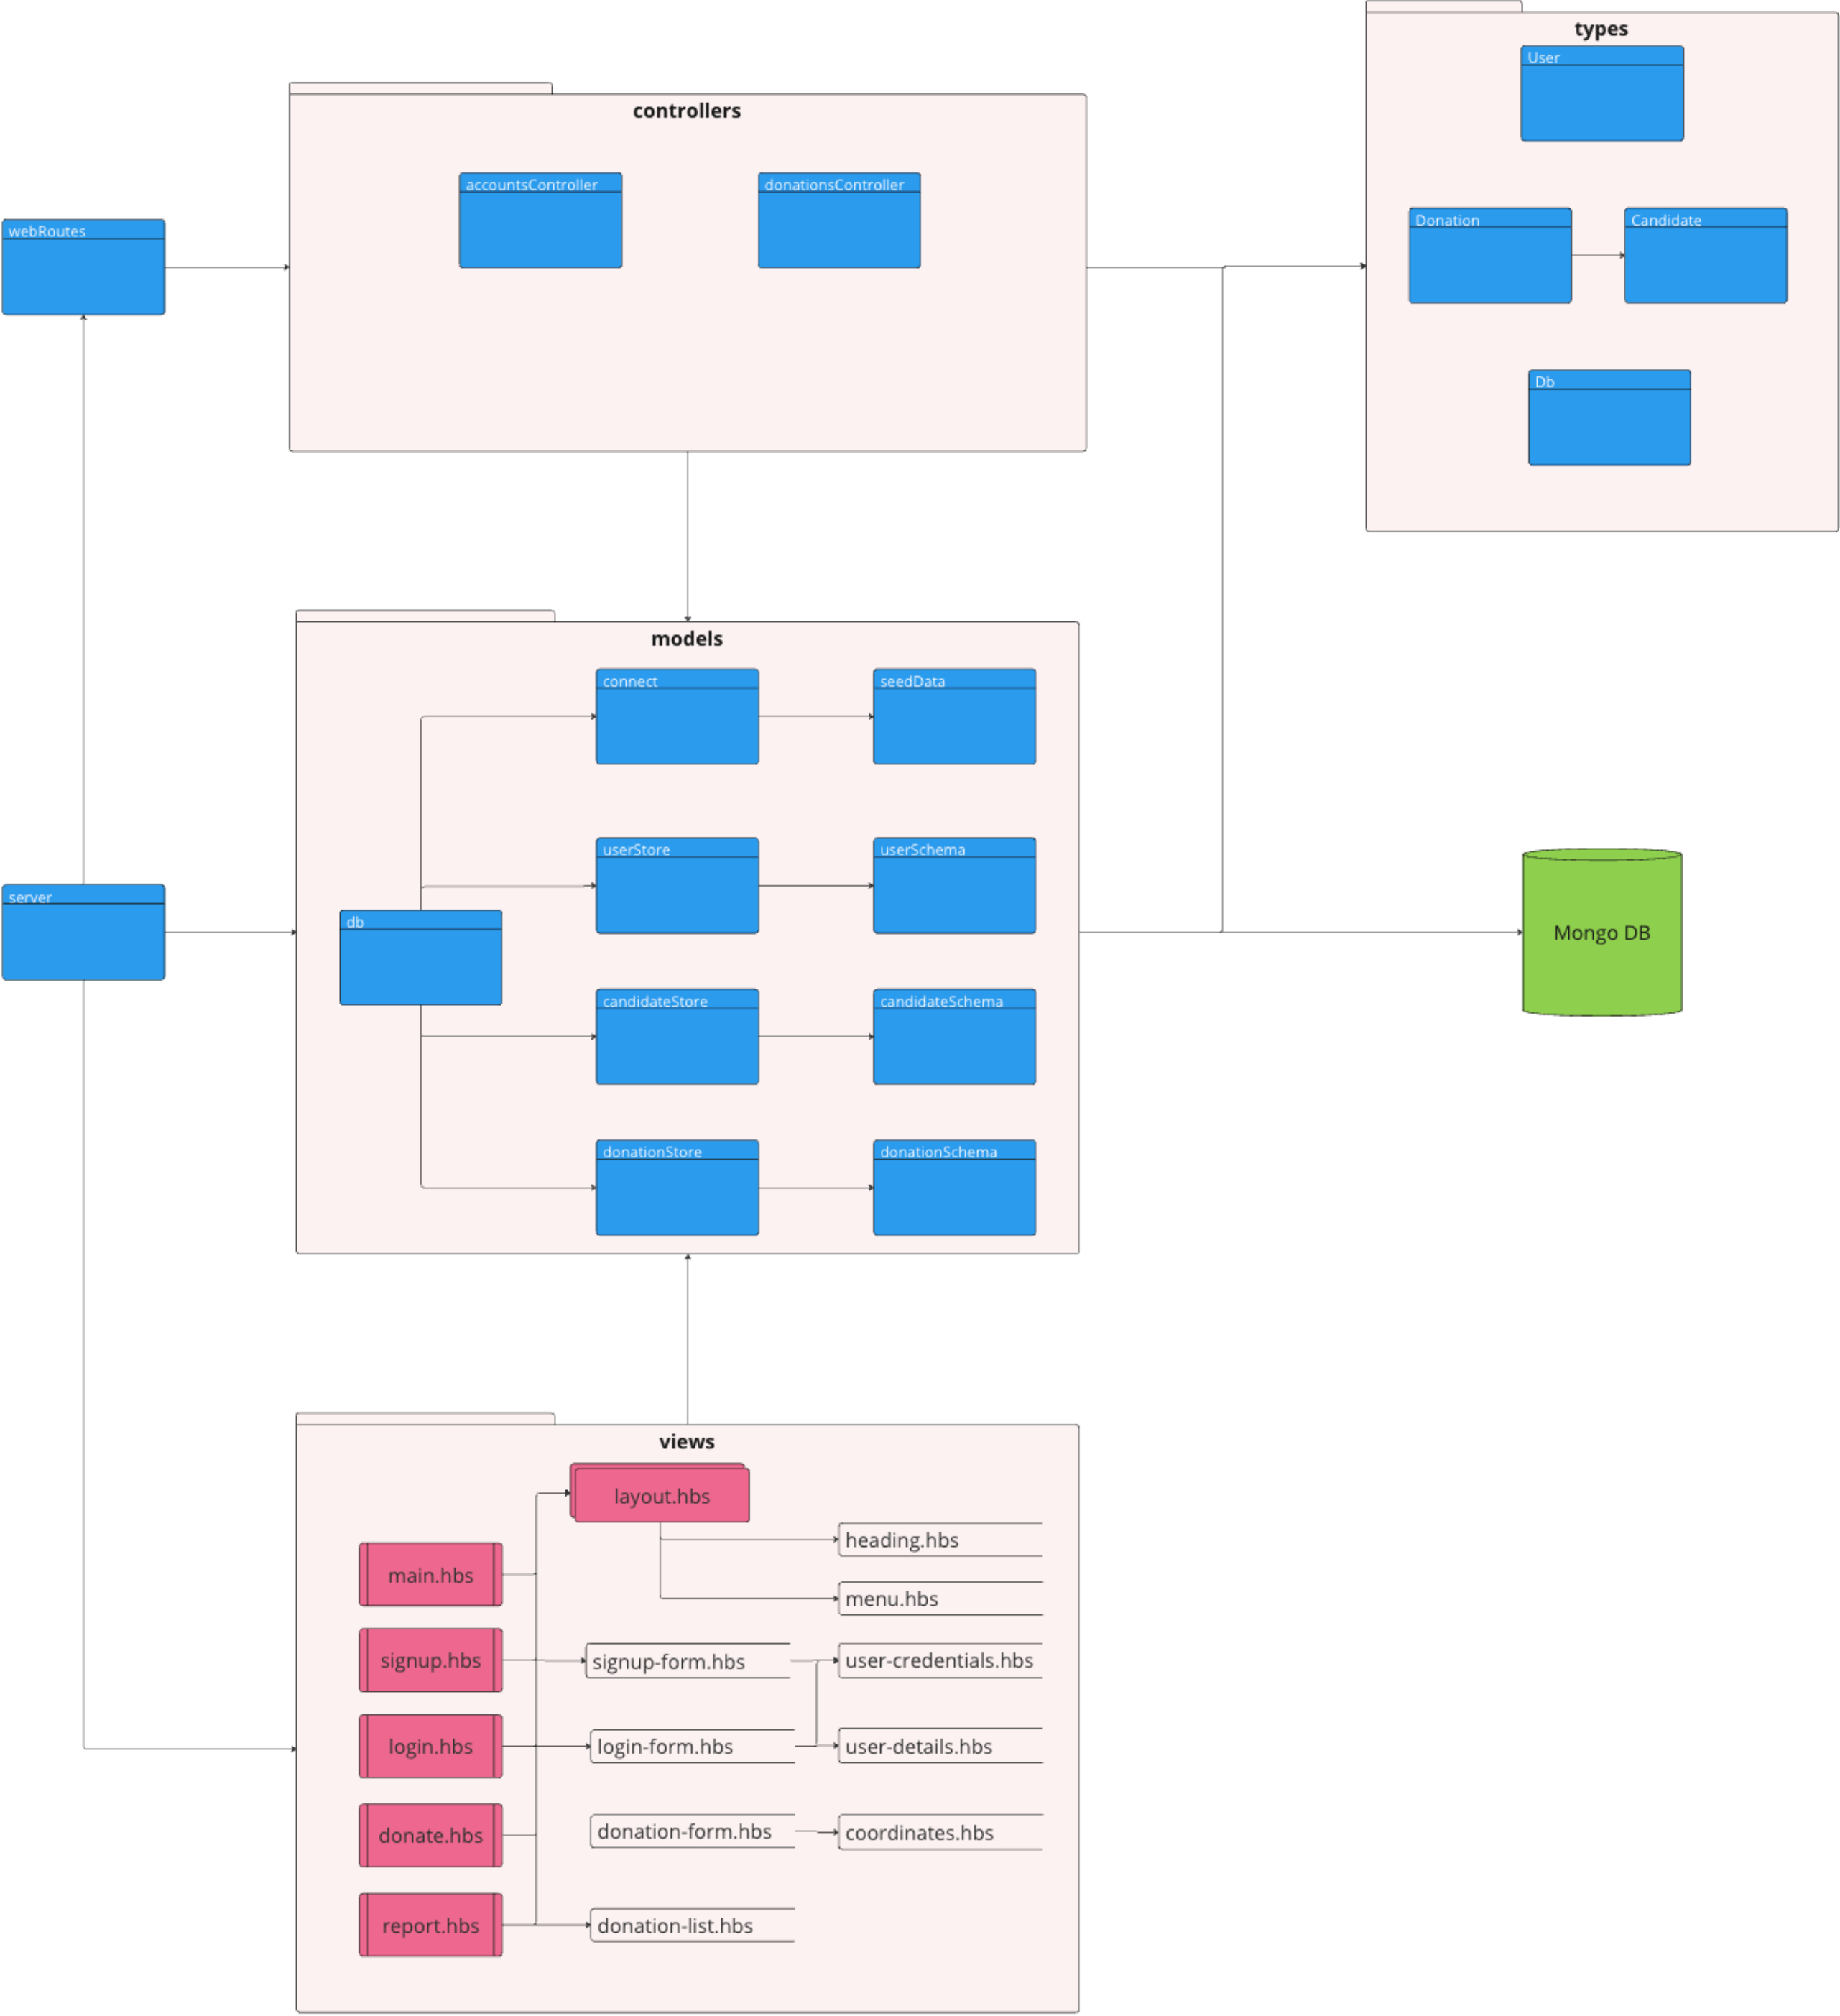 types
User
controllers
accountsController
donationsController
Donation
Candidate
webRoutes
Db
models
connect
seedData
userStore
userSchema
server
db
Mongo DB
candidateStore
candidateSchema
donationStore
donationSchema
views
layout.hbs
heading.hbs
main.hbs
menu.hbs
signup.hbs
signup-form.hbs
user-credentials.hbs
login.hbs
login-form.hbs
user-details.hbs
donate.hbs
donation-form.hbs
coordinates.hbs
report.hbs
donation-list.hbs